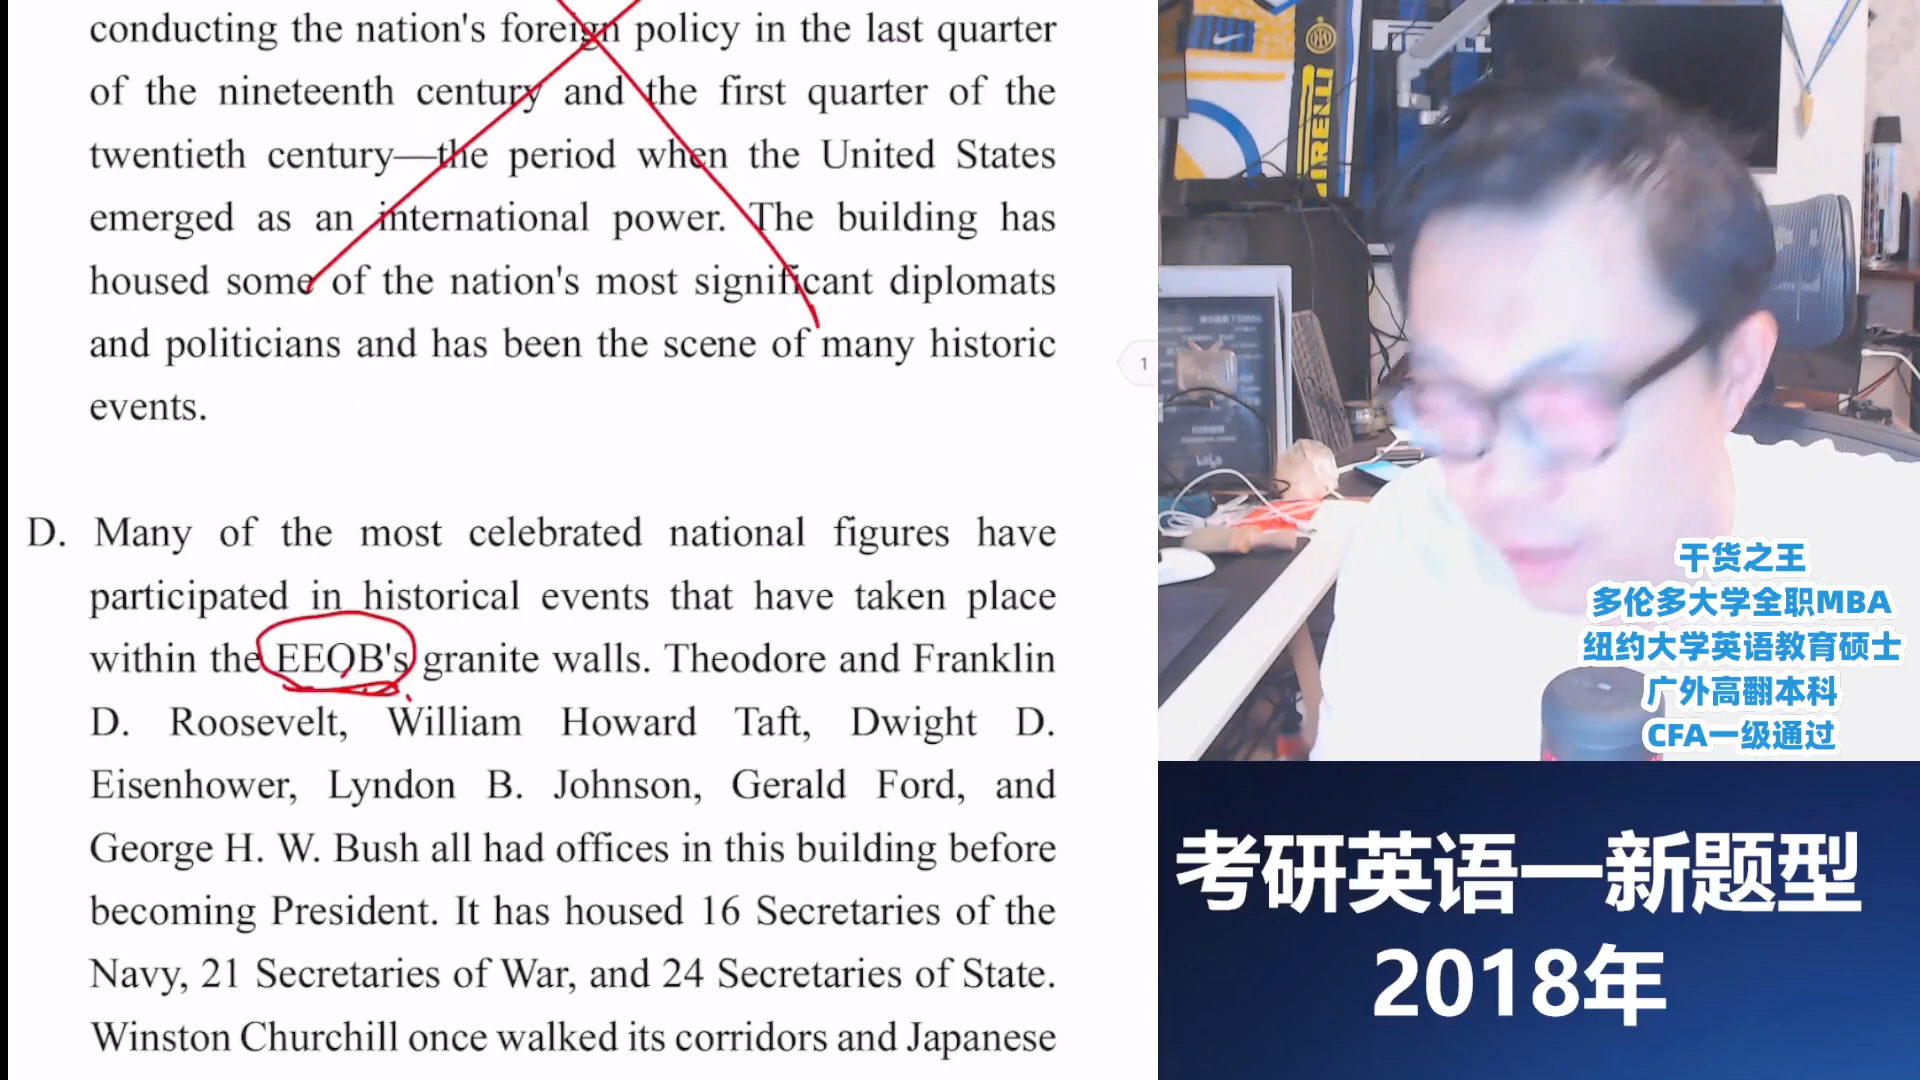 conducting the nation's foreign policy in the last quarter
of the nineteenth century and the first quarter of the
twentieth century—the period when the United States
emerged as an international power. The building has
housed some of the nation's most significant diplomats
and politicians and has been the scene of many historic
events.
D. Many of the most celebrated national figures have
participated in historical events that have taken place
within the EEOB's granite walls. Theodore and Franklin
D. Roosevelt, William Howard Taft, Dwight D.
Eisenhower, Lyndon B. Johnson, Gerald Ford, and
George H. W. Bush all had offices in this building before
becoming President. It has housed 16 Secretaries of the
Navy, 21 Secretaries of War, and 24 Secretaries of State.
Winston Churchill once walked its corridors and Japanese
1
PIRELLI
干货之王
多伦多大学全职MBA
纽约大学英语教育硕士
广外高翻本科
CFA一级通过
考研英语一新题型
2018年